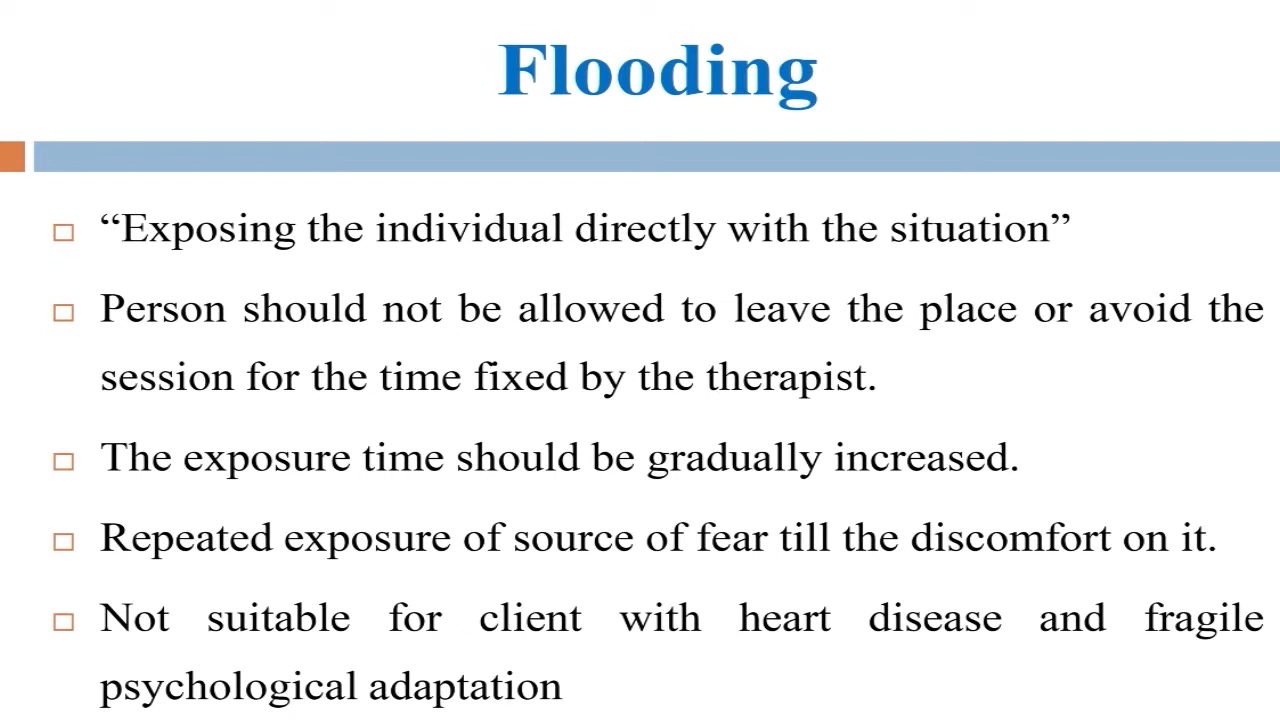 Flooding
“Exposing the individual directly with the situation”
Person should not be allowed to leave the place or avoid the
session for the time fixed by the therapist.
The exposure time should be gradually increased.
Repeated exposure of source of fear till the discomfort on it.
Not suitable for client with heart disease and fragile
psychological adaptation